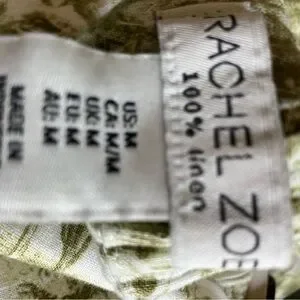 RACHEL ZOE
100% linen
US: M
CA: M/M
UK: M
EU: M
AU: M
MADE IN